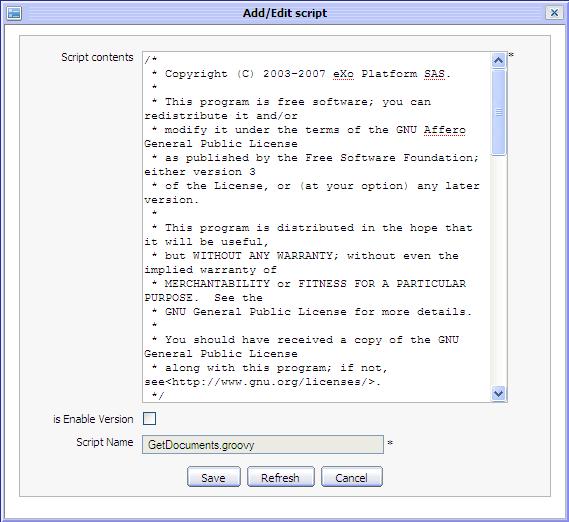 Add/Edit script
Script contents
/*
* Copyright (C) 2003-2007 eXo Platform SAS.
*
* This program is free software; you can
redistribute it and/or
* modify it under the terms of the GNU Affero
General Public License
* as published by the Free Software Foundation;
either version 3
* of the License, or (at your option) any later
version.
*
* This program is distributed in the hope that
it will be useful,
* but WITHOUT ANY WARRANTY; without even the
implied warranty of
* MERCHANTABILITY or FITNESS FOR A PARTICULAR
PURPOSE.  See the
* GNU General Public License for more details.
*
* You should have received a copy of the GNU
General Public License
* along with this program; if not,
see<http://www.gnu.org/licenses/>.
*/
*
is Enable Version
Script Name GetDocuments.groovy *
Save Refresh Cancel